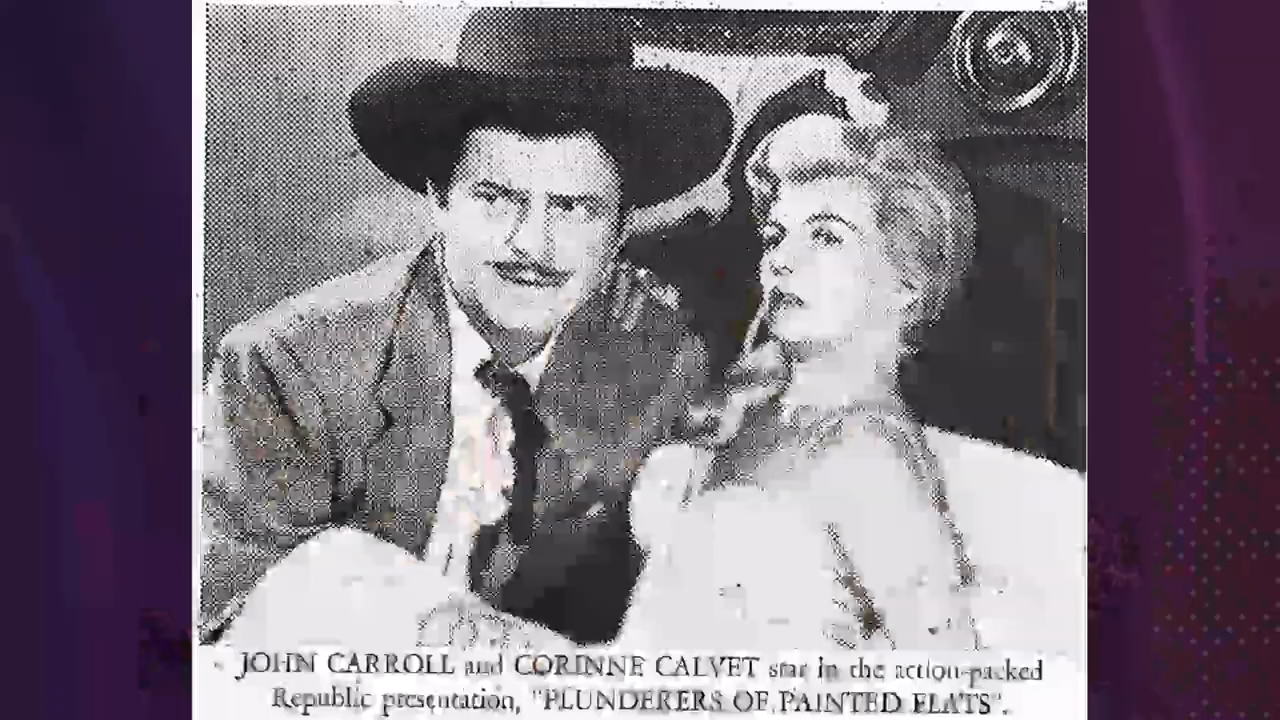 JOHN CARROLL and CORINNE CALVET star in the action-packed
Republic presentation, "PLUNDERERS OF PAINTED FLATS".